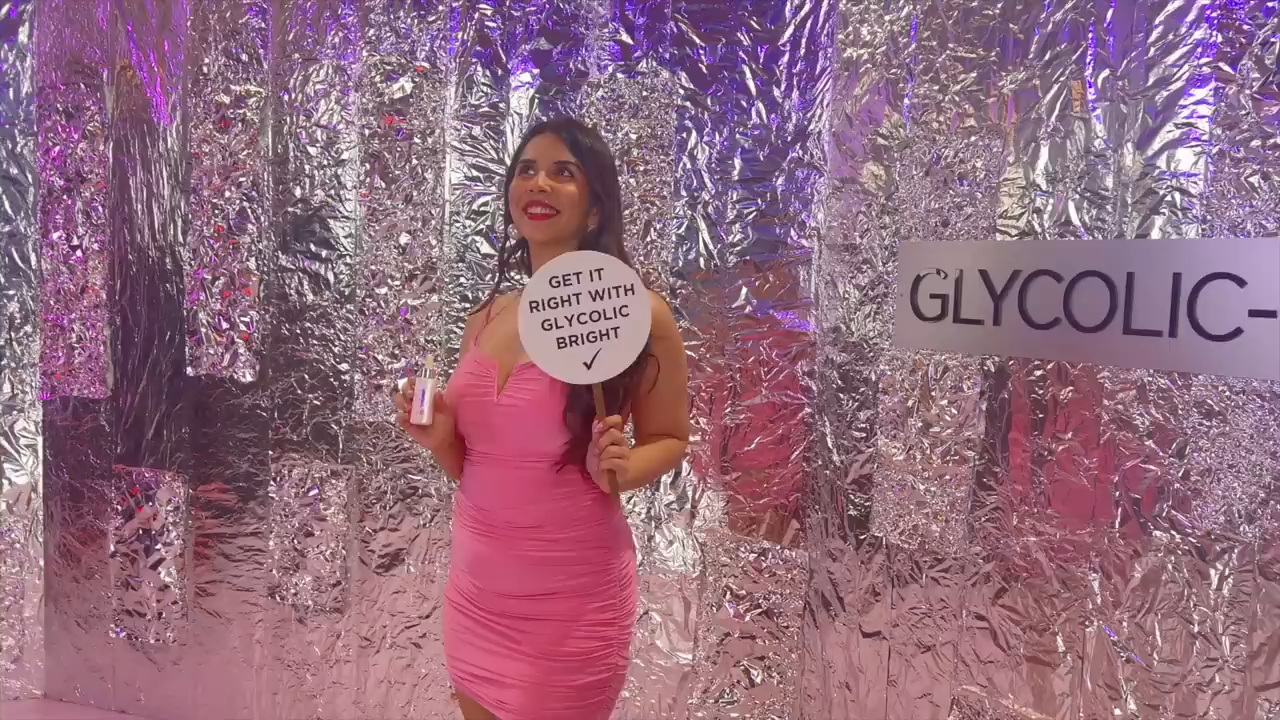 GET IT
RIGHT WITH
GLYCOLIC
BRIGHT
GLYCOLIC-